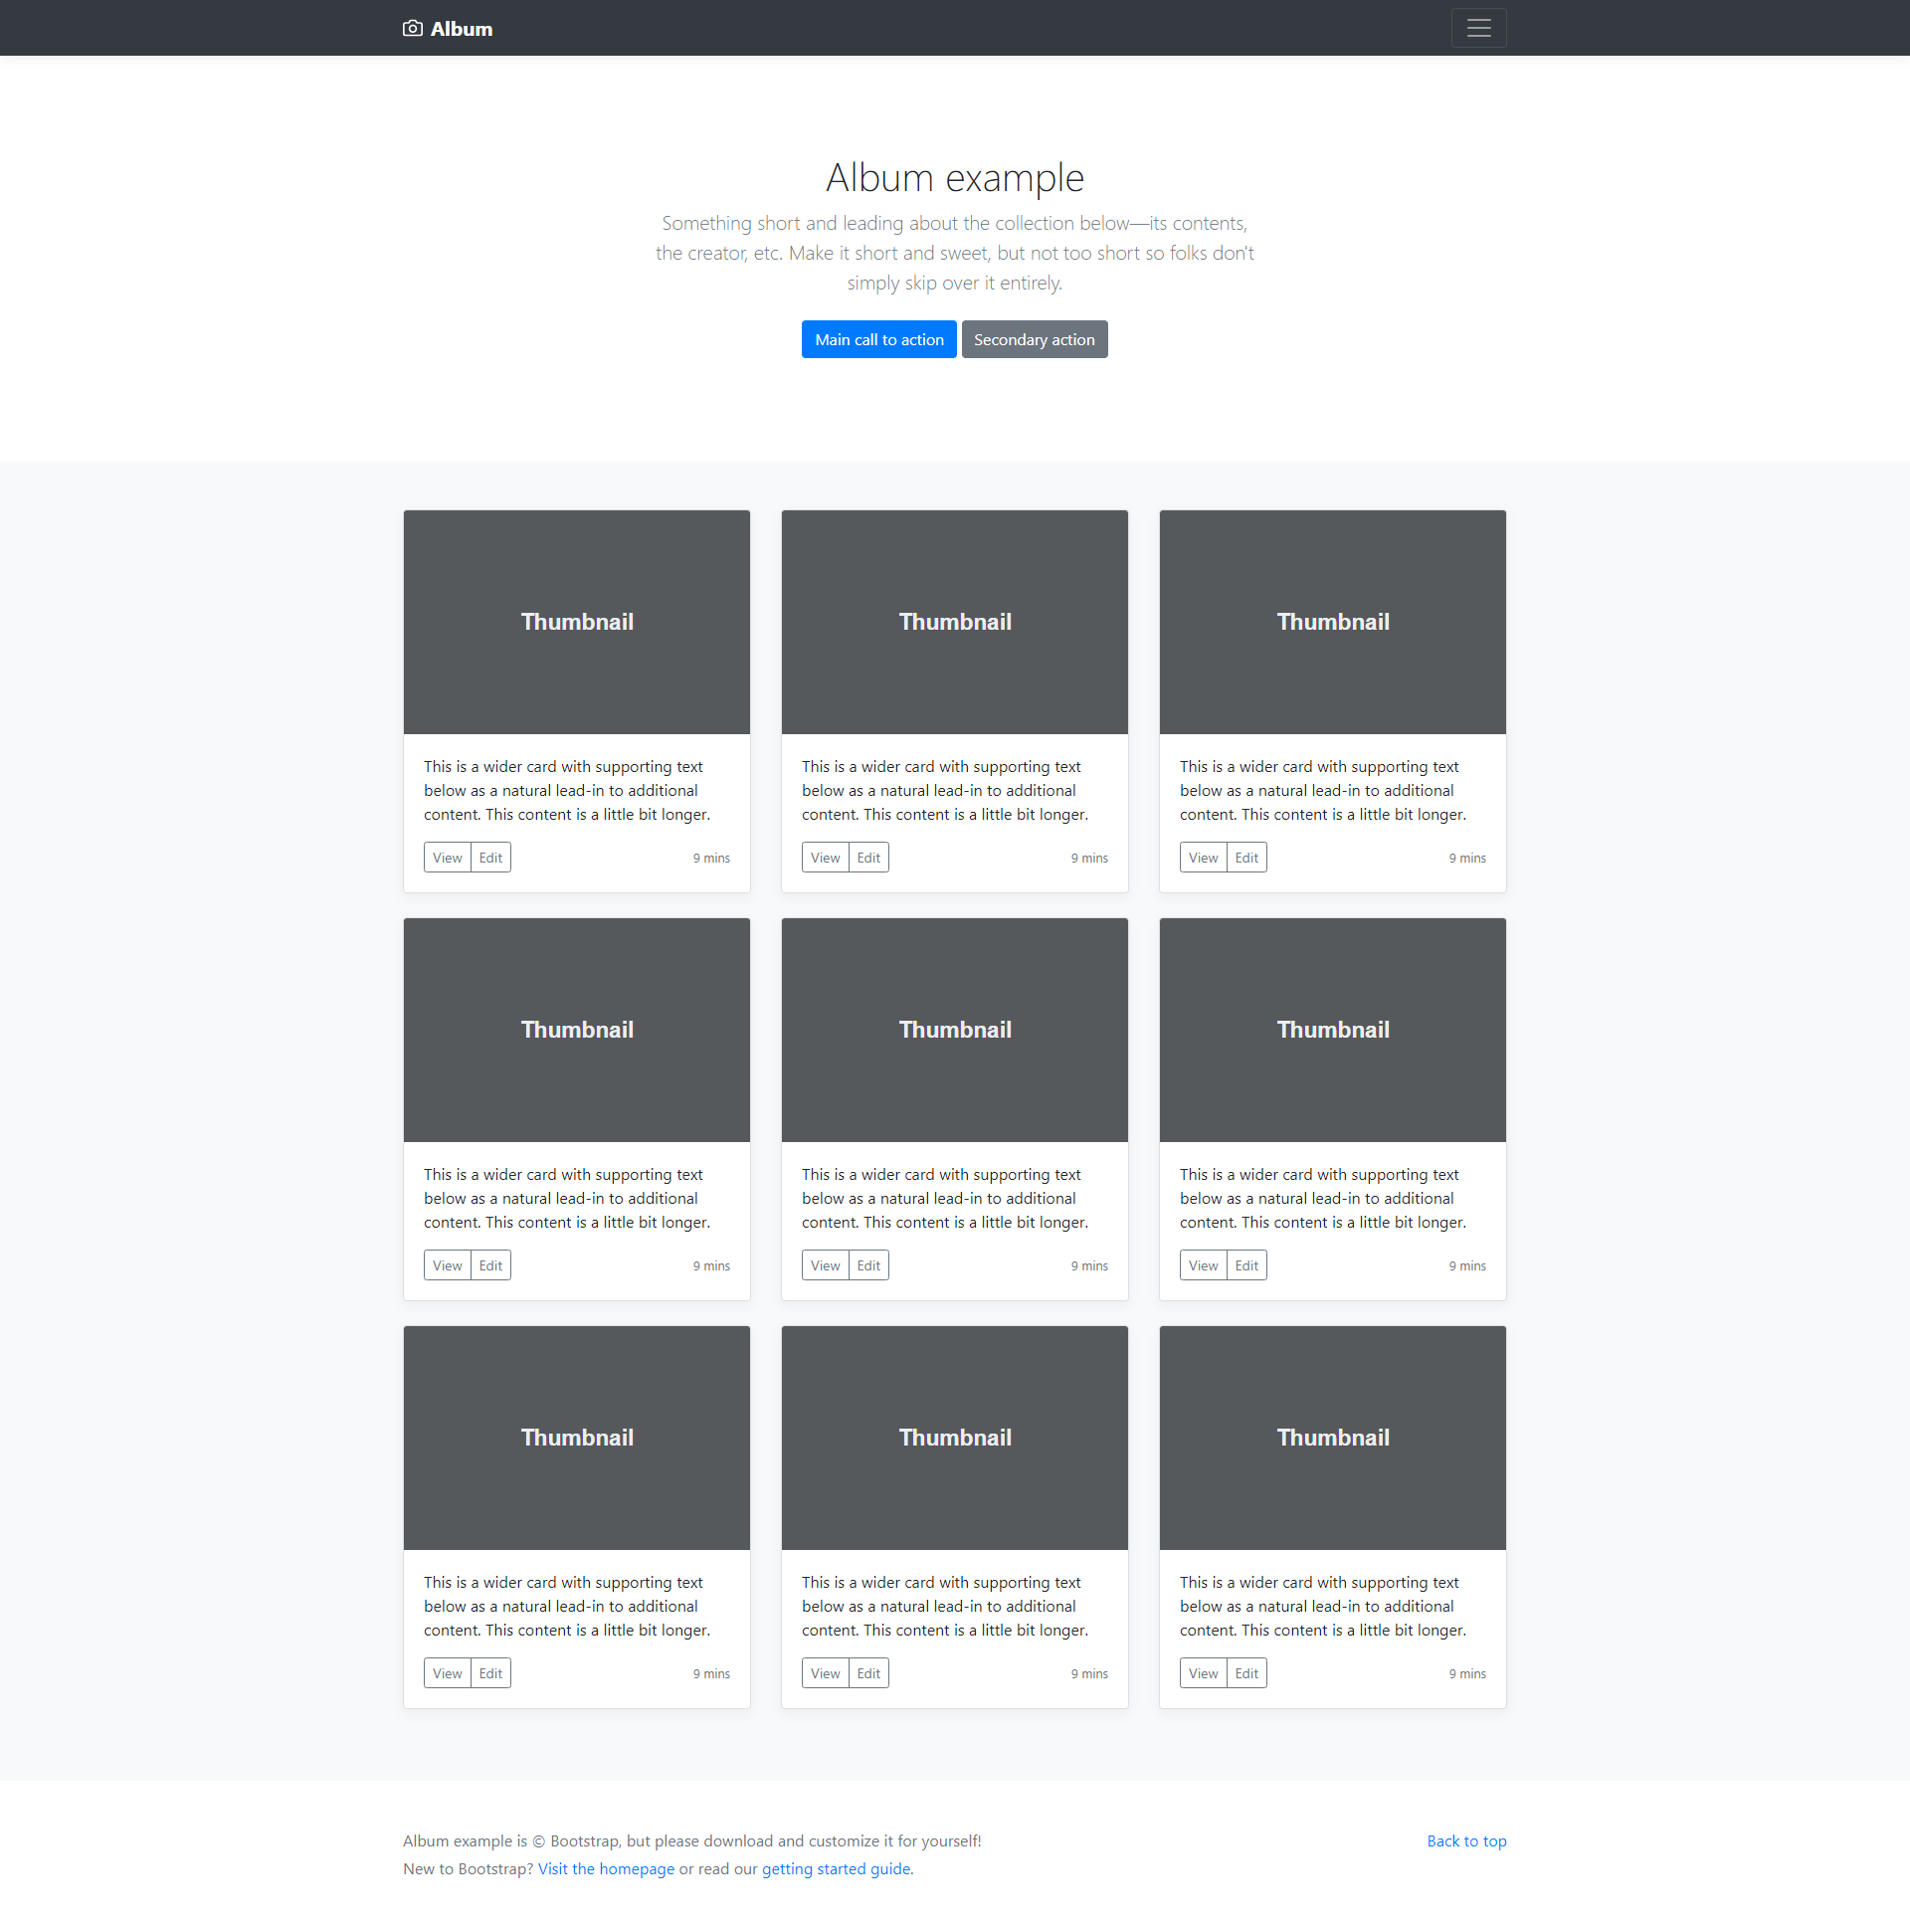 Album
Album example
Something short and leading about the collection below—its contents,
the creator, etc. Make it short and sweet, but not too short so folks don't
simply skip over it entirely.
Main call to action Secondary action
Thumbnail
This is a wider card with supporting text
below as a natural lead-in to additional
content. This content is a little bit longer.
View Edit 9 mins
Thumbnail
This is a wider card with supporting text
below as a natural lead-in to additional
content. This content is a little bit longer.
View Edit 9 mins
Thumbnail
This is a wider card with supporting text
below as a natural lead-in to additional
content. This content is a little bit longer.
View Edit 9 mins
Thumbnail
This is a wider card with supporting text
below as a natural lead-in to additional
content. This content is a little bit longer.
View Edit 9 mins
Thumbnail
This is a wider card with supporting text
below as a natural lead-in to additional
content. This content is a little bit longer.
View Edit 9 mins
Thumbnail
This is a wider card with supporting text
below as a natural lead-in to additional
content. This content is a little bit longer.
View Edit 9 mins
Thumbnail
This is a wider card with supporting text
below as a natural lead-in to additional
content. This content is a little bit longer.
View Edit 9 mins
Thumbnail
This is a wider card with supporting text
below as a natural lead-in to additional
content. This content is a little bit longer.
View Edit 9 mins
Thumbnail
This is a wider card with supporting text
below as a natural lead-in to additional
content. This content is a little bit longer.
View Edit 9 mins
Album example is © Bootstrap, but please download and customize it for yourself! Back to top
New to Bootstrap? Visit the homepage or read our getting started guide.